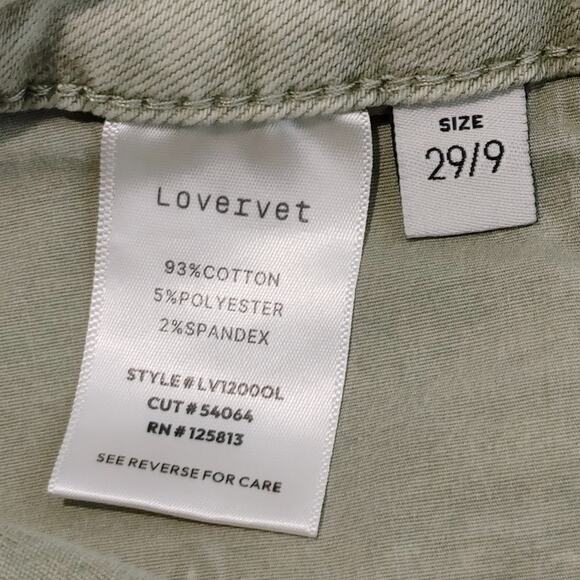 Lovervet
93%COTTON
5%POLYESTER
2%SPANDEX
STYLE#LV1200OL
CUT#54064
RN#125813
SEE REVERSE FOR CARE
SIZE
29/9